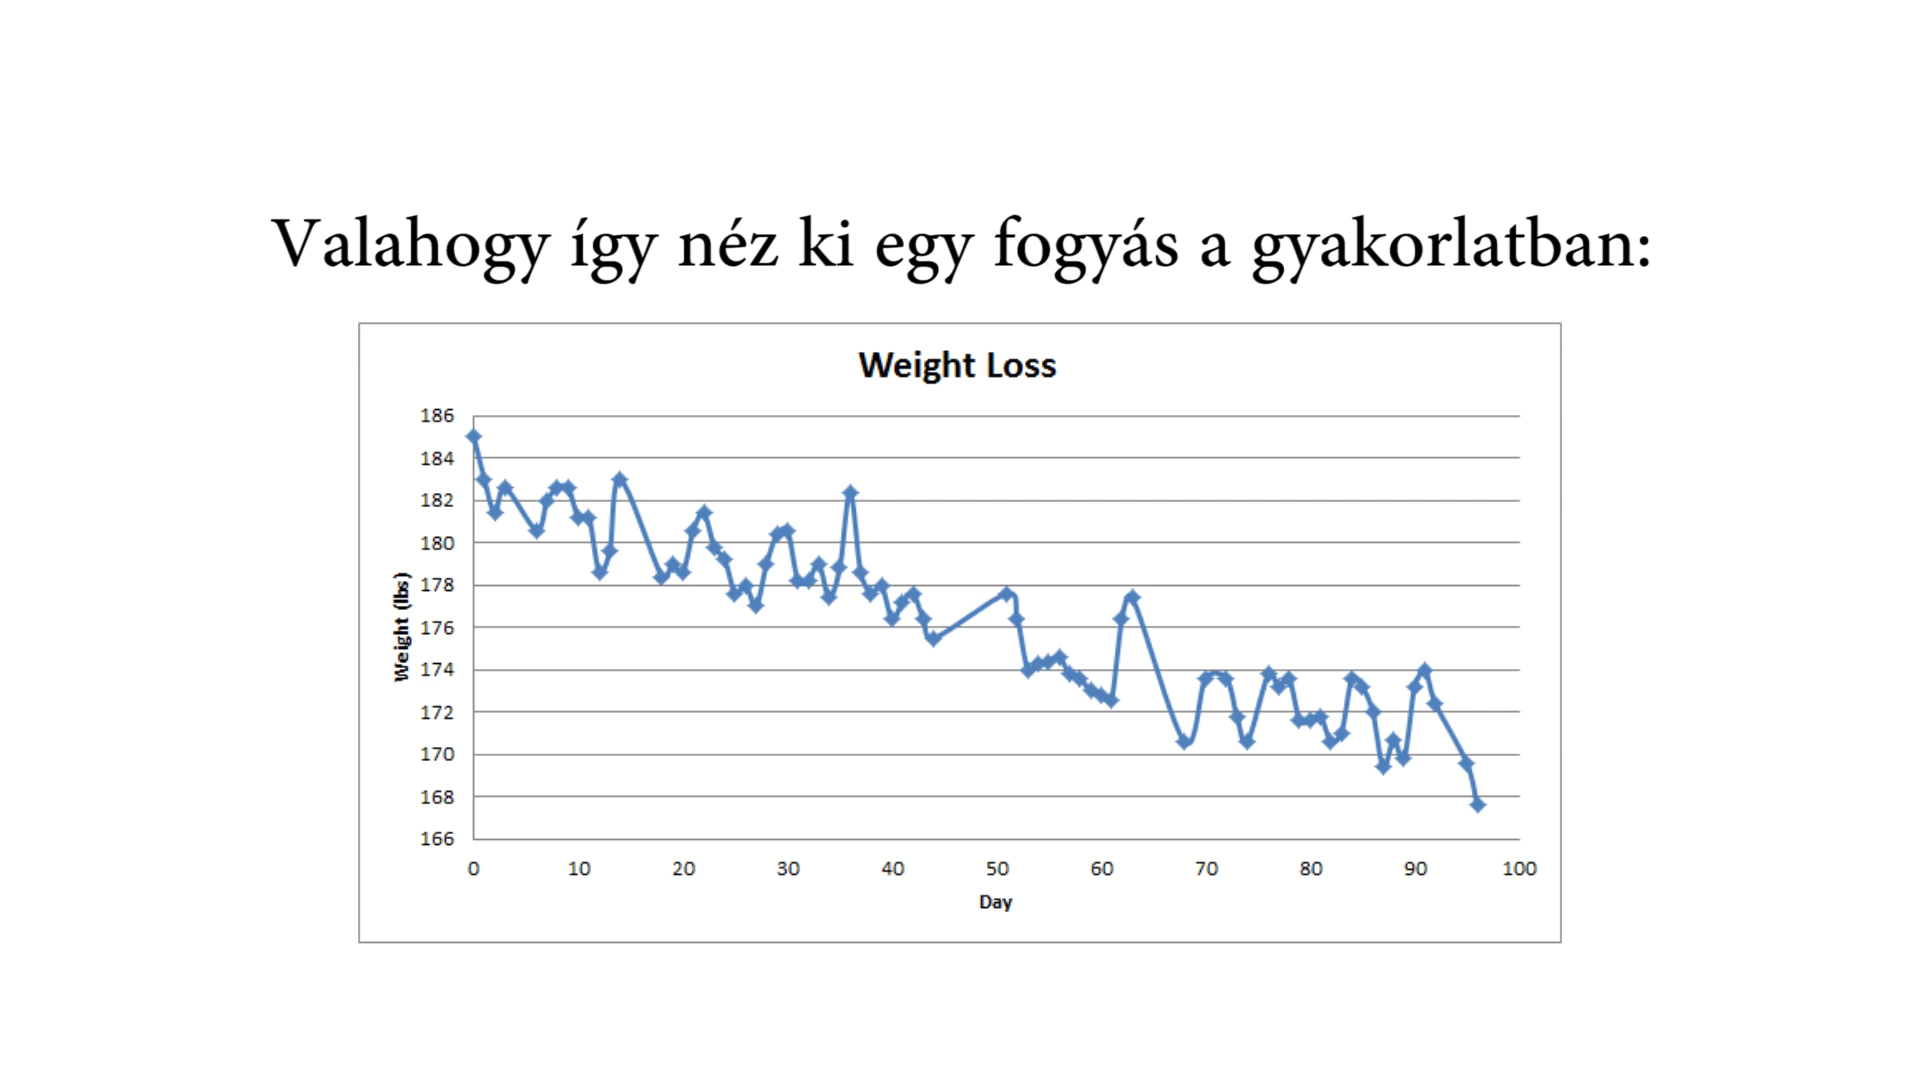 Valahogy így néz ki egy fogyás a gyakorlatban:
Weight Loss
186
184
182
180
178
176
174
172
170
168
166
Weight (lbs)
0 10 20 30 40 50 60 70 80 90 100
Day